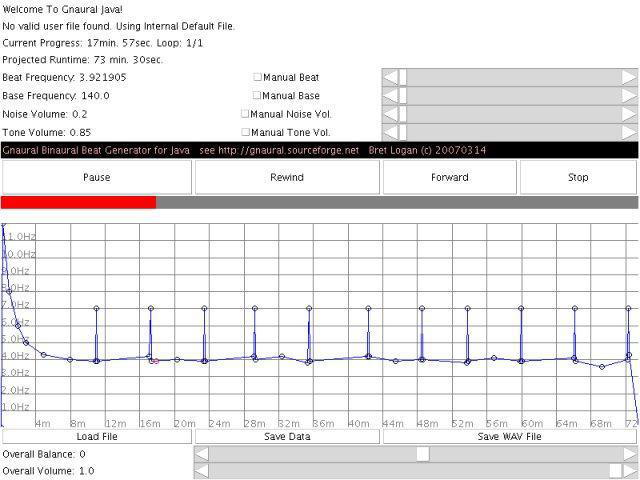 Welcome To Gnaural Java!
No valid user file found. Using Internal Default File.
Current Progress: 17min. 57sec. Loop: 1/1
Projected Runtime: 73 min. 30sec.
Beat Frequency: 3.921905 Manual Beat
Base Frequency: 140.0 Manual Base
Noise Volume: 0.2 Manual Noise Vol.
Tone Volume: 0.85 Manual Tone Vol.
Gnaural Binaural Beat Generator for Java see http://gnaural.sourceforge.net Bret Logan (c) 20070314
Pause Rewind Forward Stop
11.0Hz
10.0Hz
9.0Hz
8.0Hz
7.0Hz
6.0Hz
5.0Hz
4.0Hz
3.0Hz
2.0Hz
1.0Hz
4m 8m 12m 16m 20m 24m 28m 32m 36m 40m 44m 48m 52m 56m 60m 64m 68m 72
Load File Save Data Save WAV File
Overall Balance: 0
Overall Volume: 1.0